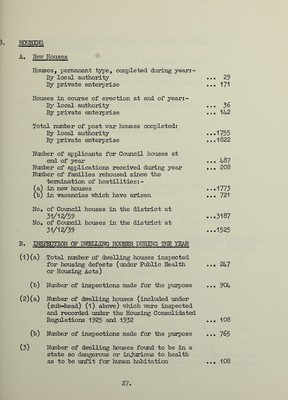 B. HOUSING
A. New Houses
Houses, permanent type, completed during year:-
By local authority ... 29
By private enterprise ... 171
Houses in course of erection at end of year:-
By local authority ... 36
By private enterprise ... 142
Total number of post war houses completed:
By local authority ...1755
By private enterprise ...1822
Number of applicants for Council houses at
end of year ... 487
Number of applications received during year ... 208
Number of families rehoused since the
termination of hostilities:-
(a) in new houses ...1773
(b) in vacancies which have arisen ... 721
No. of Council houses in the district at
31/12/59 ...3187
No. of Council houses in the district at
31/12/39 ...1525
B. INSPECTION OF DWELLING HOUSES DURING THE YEAR
(1)(a) Total number of dwelling houses inspected
for housing defects (under Public Health
or Housing Acts) ... 247
(b) Number of inspections made for the purpose ... 904
(2)(a) Number of dwelling houses (included under
(sub-head) (1) above) which were inspected
and recorded under the Housing Consolidated
Regulations 1925 and 1932 ... 108
(b) Number of inspections made for the purpose ... 765
(3) Number of dwelling houses found to be in a
state so dangerous or injurious to health
as to be unfit for human habitation ... 108
27.